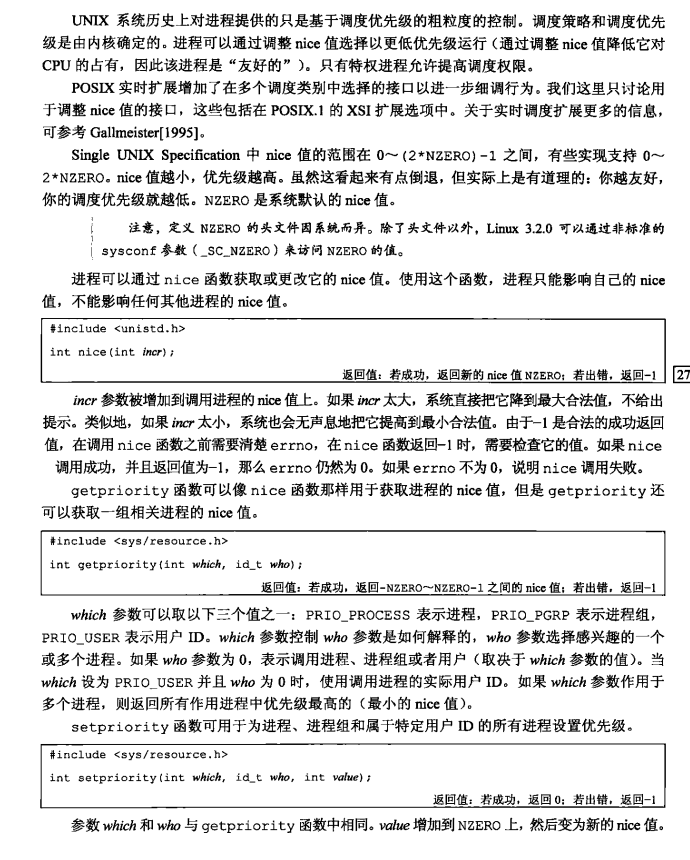 UNIX 系统历史上对进程提供的只是基于调度优先级的粗粒度的控制。调度策略和调度优先
级是由内核确定的。进程可以通过调整 nice 值选择以更低优先级运行（通过调整 nice 值降低它对
CPU 的占有，因此该进程是“友好的”）。只有特权进程允许提高调度权限。
POSIX 实时扩展增加了在多个调度类别中选择的接口以进一步细调行为。我们这里只讨论用
于调整 nice 值的接口，这些包括在 POSIX.1 的 XSI 扩展选项中。关于实时调度扩展更多的信息，
可参考 Gallmeister[1995]。
Single UNIX Specification 中 nice 值的范围在 0～(2*NZERO)-1 之间，有些实现支持 0～
2*NZERO。nice 值越小，优先级越高。虽然这看起来有点倒退，但实际上是有道理的：你越友好，
你的调度优先级就越低。NZERO 是系统默认的 nice 值。
注意，定义 NZERO 的头文件因系统而异。除了头文件以外，Linux 3.2.0 可以通过非标准的
sysconf 参数（_SC_NZERO）来访问 NZERO 的值。
进程可以通过 nice 函数获取或更改它的 nice 值。使用这个函数，进程只能影响自己的 nice
值，不能影响任何其他进程的 nice 值。
#include <unistd.h>
int nice(int incr);
返回值：若成功，返回新的 nice 值 NZERO；若出错，返回-1
27
incr 参数被增加到调用进程的 nice 值上。如果 incr 太大，系统直接把它降到最大合法值，不给出
提示。类似地，如果 incr 太小，系统也会无声息地把它提高到最小合法值。由于-1 是合法的成功返回
值，在调用 nice 函数之前需要清楚 errno，在 nice 函数返回-1 时，需要检查它的值。如果 nice
调用成功，并且返回值为-1，那么 errno 仍然为 0。如果 errno 不为 0，说明 nice 调用失败。
getpriority 函数可以像 nice 函数那样用于获取进程的 nice 值，但是 getpriority 还
可以获取一组相关进程的 nice 值。
#include <sys/resource.h>
int getpriority(int which, id_t who);
返回值：若成功，返回-NZERO～NZERO-1 之间的 nice 值；若出错，返回-1
which 参数可以取以下三个值之一：PRIO_PROCESS 表示进程，PRIO_PGRP 表示进程组，
PRIO_USER 表示用户 ID。which 参数控制 who 参数是如何解释的，who 参数选择感兴趣的一个
或多个进程。如果 who 参数为 0，表示调用进程、进程组或者用户（取决于 which 参数的值）。当
which 设为 PRIO_USER 并且 who 为 0 时，使用调用进程的实际用户 ID。如果 which 参数作用于
多个进程，则返回所有作用进程中优先级最高的（最小的 nice 值）。
setpriority 函数可用于为进程、进程组和属于特定用户 ID 的所有进程设置优先级。
#include <sys/resource.h>
int setpriority(int which, id_t who, int value);
返回值：若成功，返回 0；若出错，返回-1
参数 which 和 who 与 getpriority 函数中相同。value 增加到 NZERO 上，然后变为新的 nice 值。